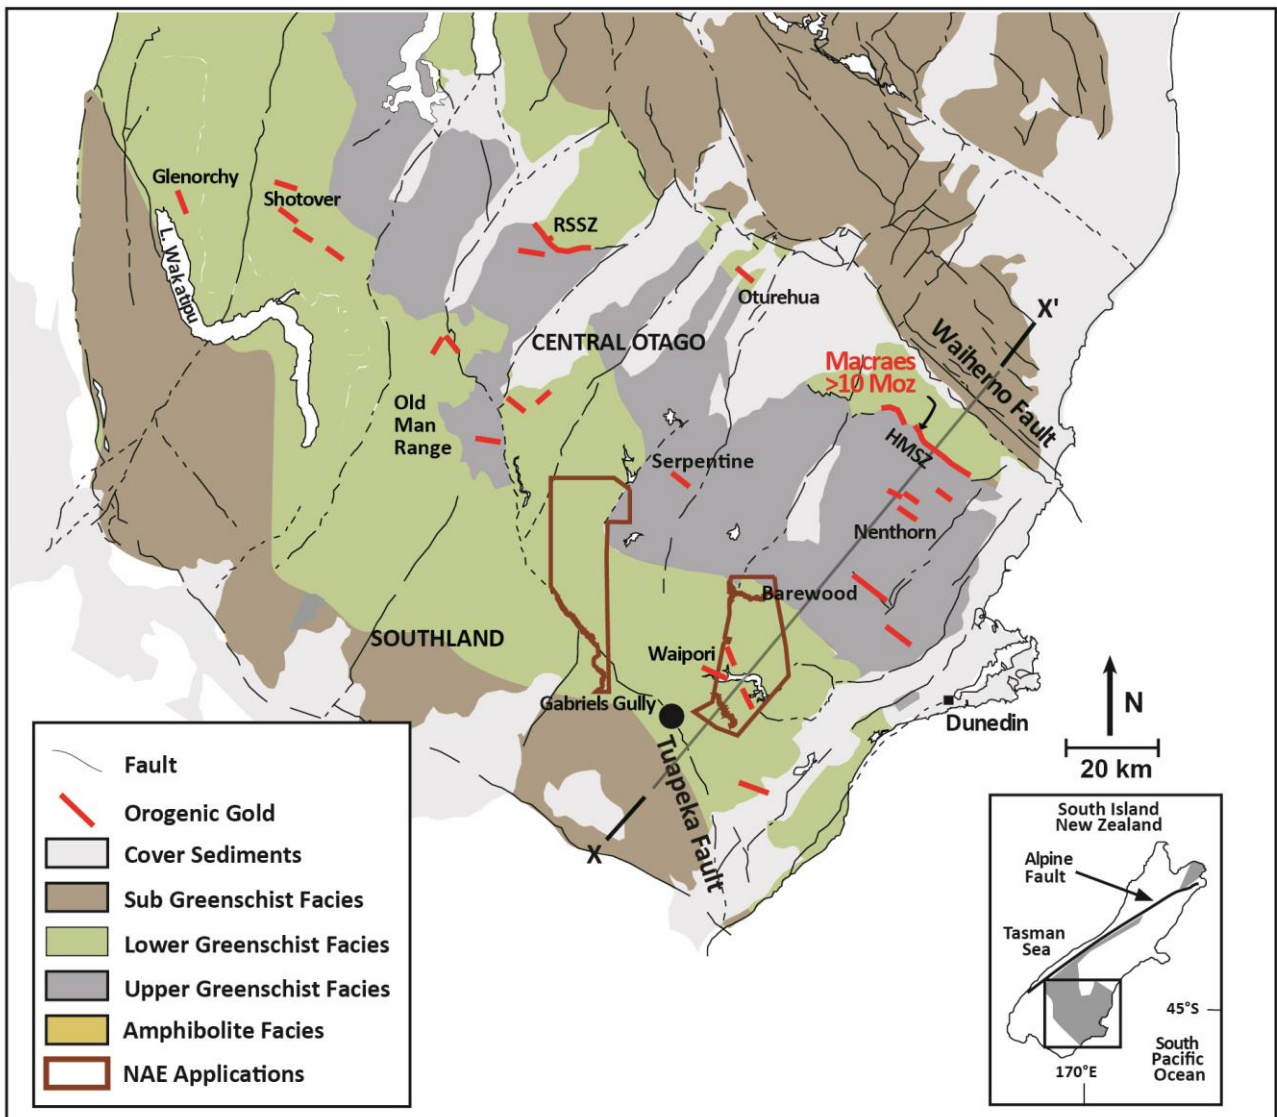 Glenorchy
Shotover
L. Wakatipu
RSSZ
Oturehua
X'
CENTRAL OTAGO
Waiherno Fault
Macraes
>10 Moz
HMSZ
Old
Man
Range
Serpentine
Nenthorn
Barewood
SOUTHLAND
Waipori
Gabriels Gully
Dunedin
N
20 km
Tuapeka Fault
X
Fault
Orogenic Gold
Cover Sediments
Sub Greenschist Facies
Lower Greenschist Facies
Upper Greenschist Facies
Amphibolite Facies
NAE Applications
South Island
New Zealand
Alpine
Fault
Tasman
Sea
45°S
South
Pacific
Ocean
170°E